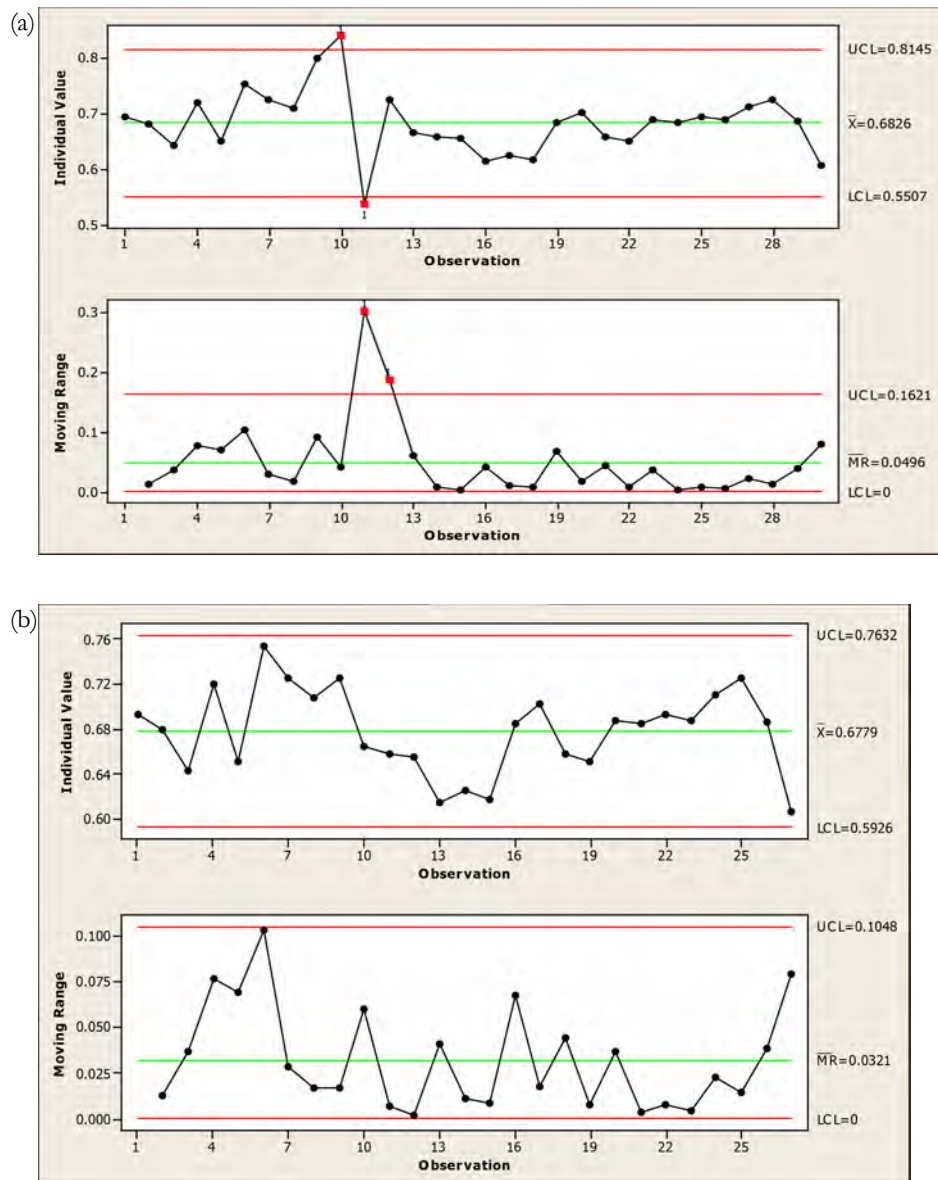 (a)
Individual Value
0.8
0.7
0.6
0.5
1
1
UCL=0.8145
X̄=0.6826
LCL=0.5507
1 4 7 10 13 16 19 22 25 28
Observation
Moving Range
0.3
0.2
0.1
0.0
1
1
UCL=0.1621
M̄R̄=0.0496
LCL=0
1 4 7 10 13 16 19 22 25 28
Observation
(b)
Individual Value
0.76
0.72
0.68
0.64
0.60
UCL=0.7632
X̄=0.6779
LCL=0.5926
1 4 7 10 13 16 19 22 25
Observation
Moving Range
0.100
0.075
0.050
0.025
0.000
UCL=0.1048
M̄R̄=0.0321
LCL=0
1 4 7 10 13 16 19 22 25
Observation